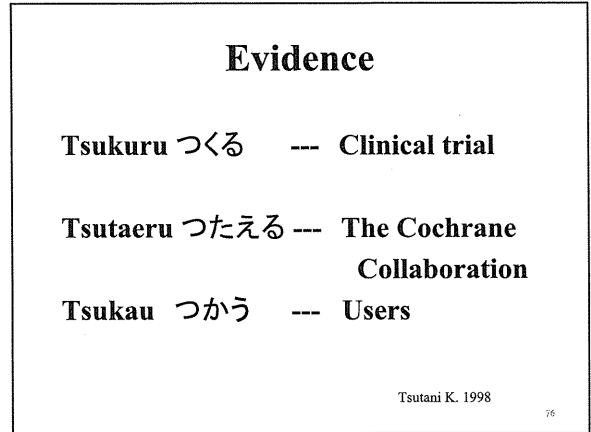 Evidence
Tsukuru つくる --- Clinical trial
Tsutaeru つたえる --- The Cochrane
Collaboration
Tsukau つかう --- Users
Tsutani K. 1998
76